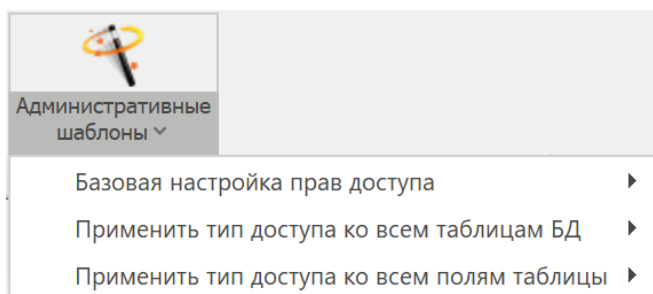 Административные
шаблоны
Базовая настройка прав доступа
Применить тип доступа ко всем таблицам БД
Применить тип доступа ко всем полям таблицы